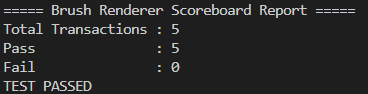 ===== Brush Renderer Scoreboard Report =====
Total Transactions : 5
Pass               : 5
Fail               : 0
TEST PASSED